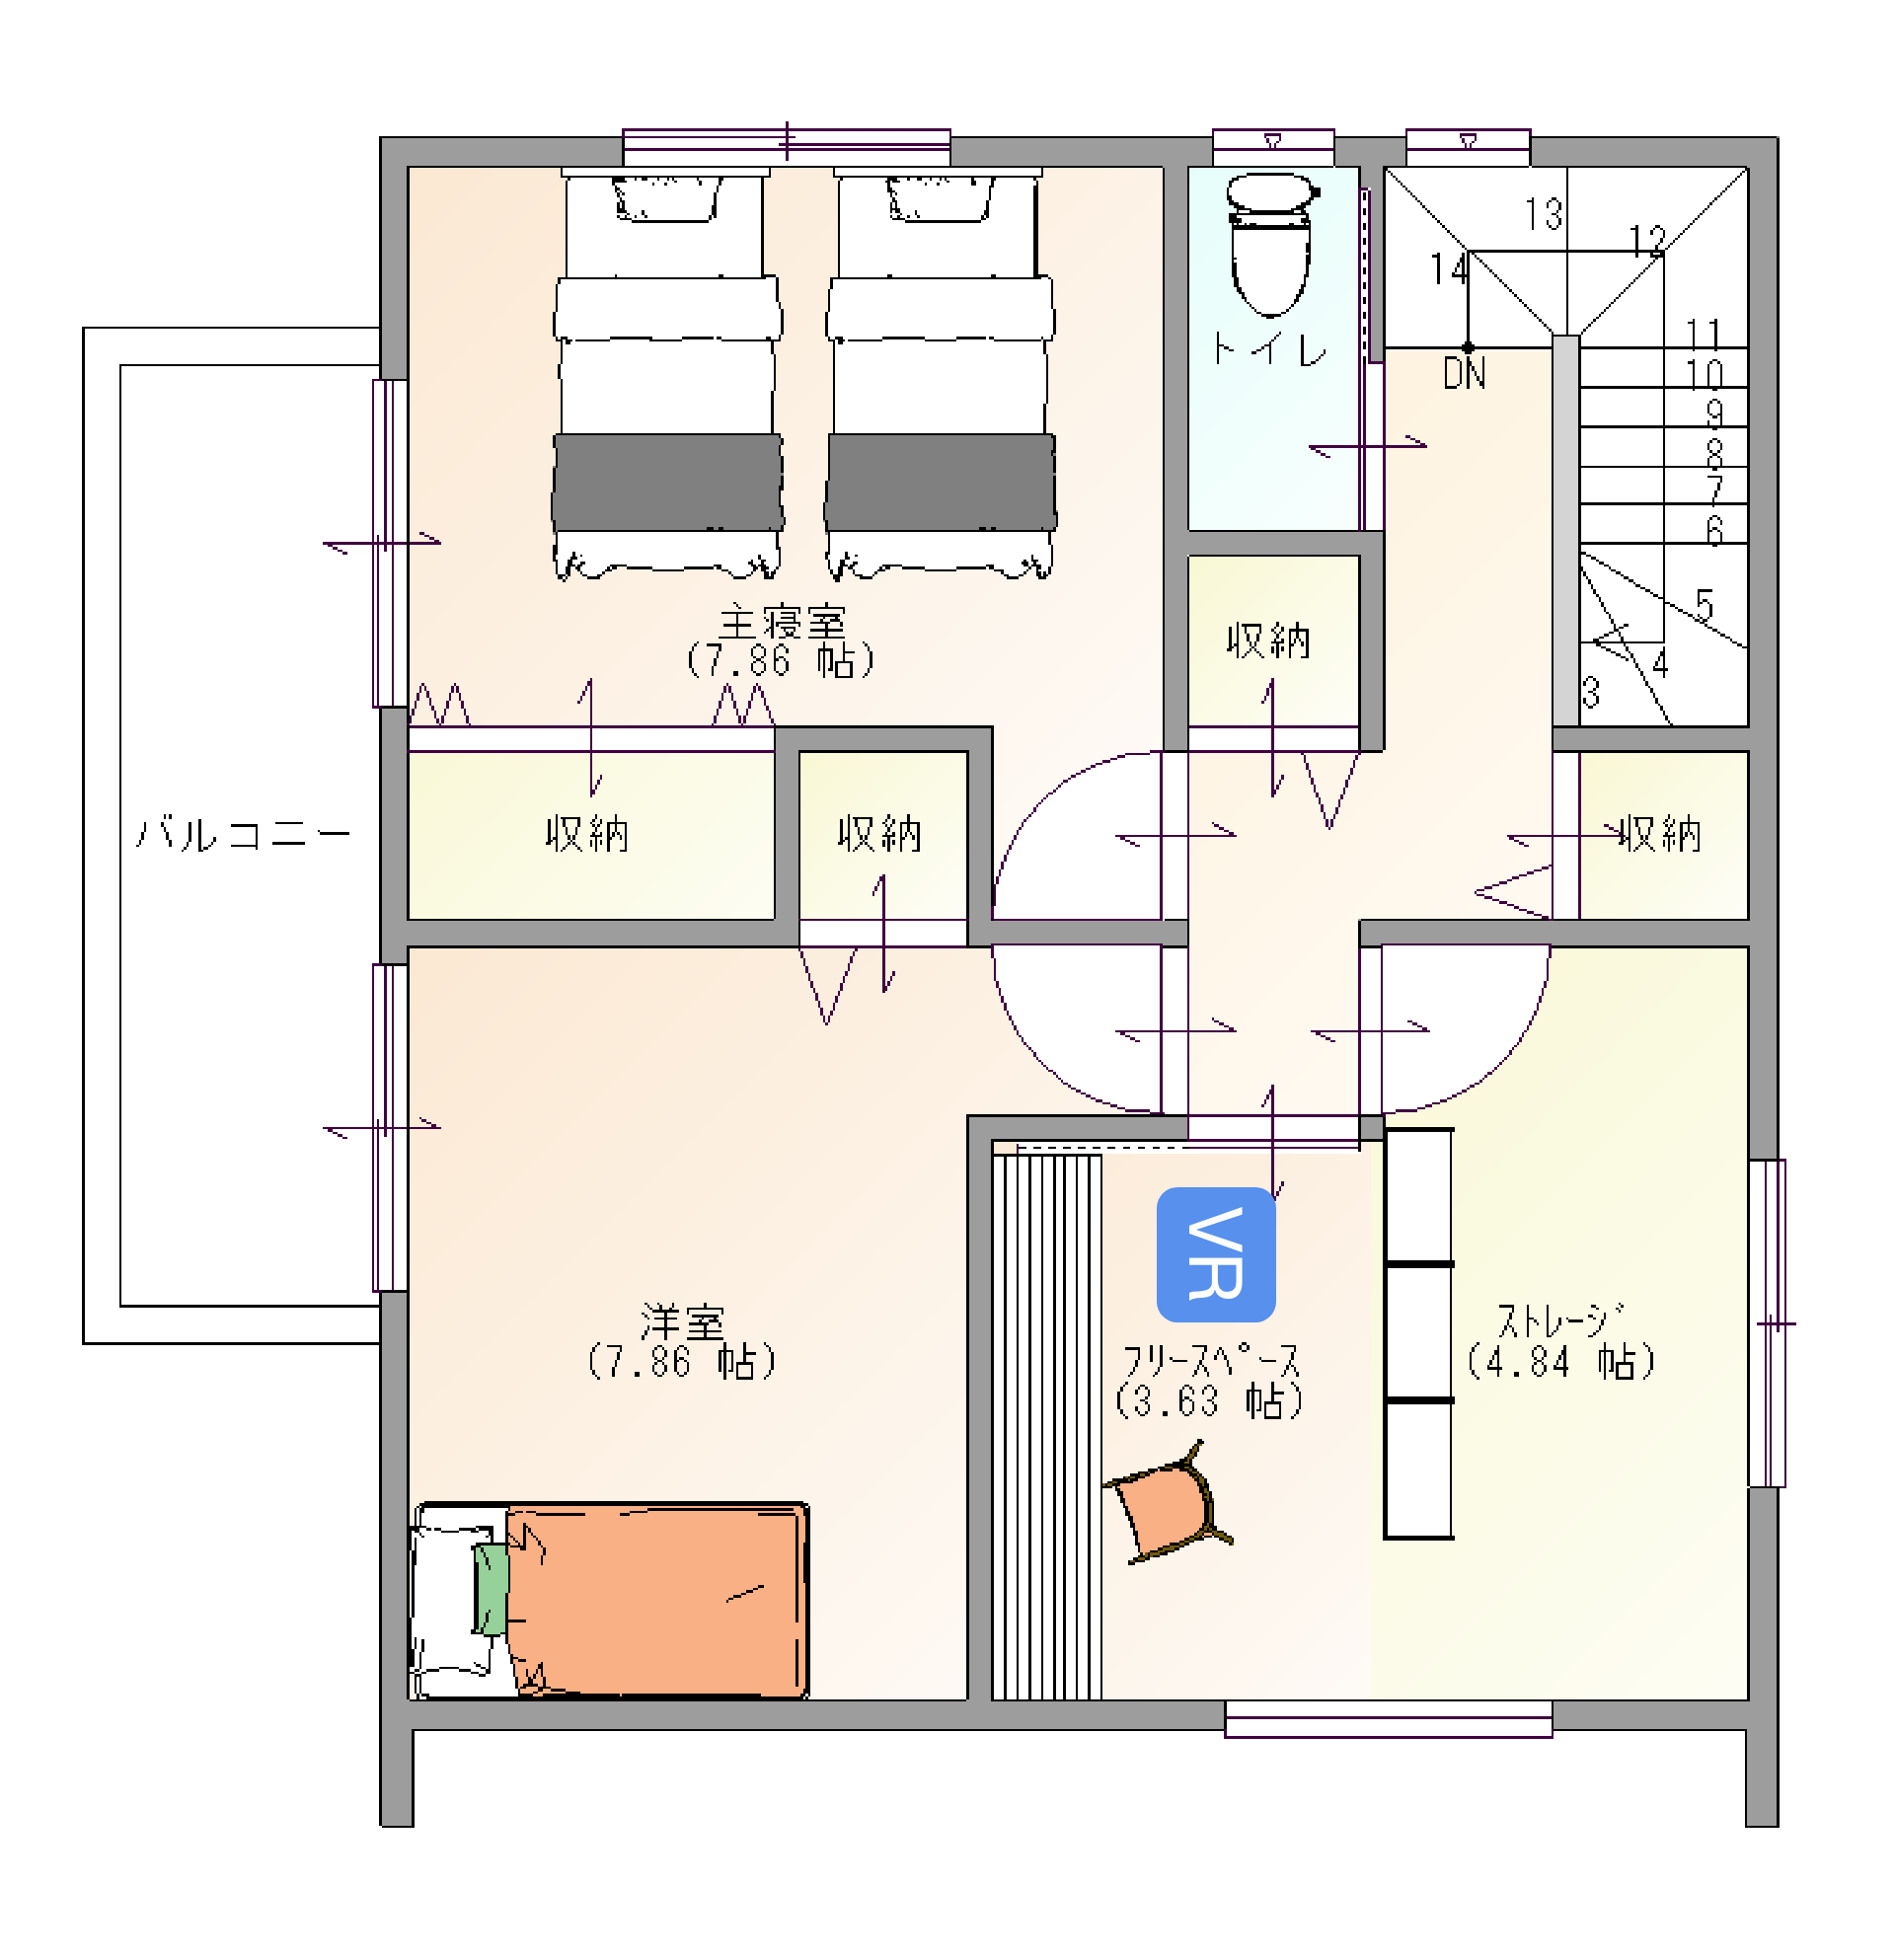 13
12
14
トイレ
11
DN
10
9
8
7
6
5
4
3
主寝室
(7.86 帖)
収納
バルコニー
収納
収納
収納
VR
洋室
(7.86 帖)
フリースペース
(3.63 帖)
ストレージ
(4.84 帖)